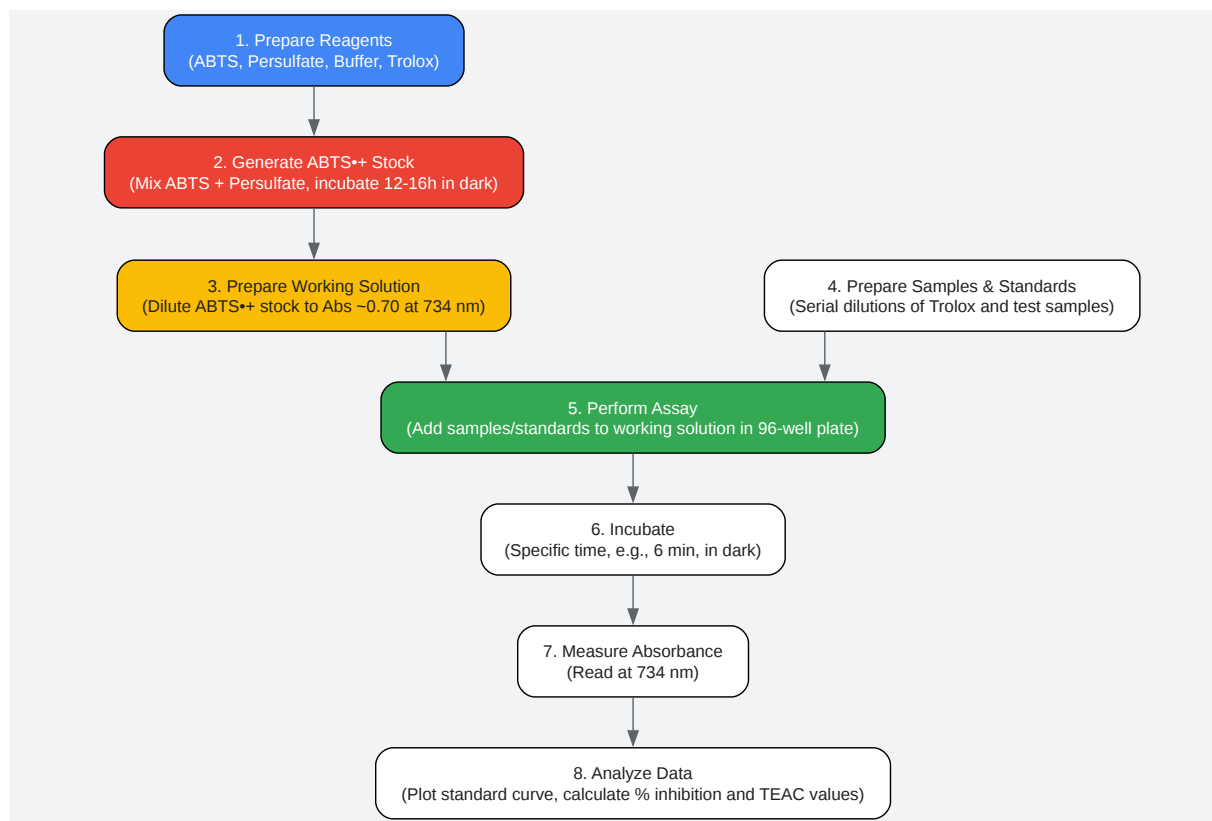 1. Prepare Reagents
(ABTS, Persulfate, Buffer, Trolox)
2. Generate ABTS•+ Stock
(Mix ABTS + Persulfate, incubate 12-16h in dark)
3. Prepare Working Solution
(Dilute ABTS•+ stock to Abs ~0.70 at 734 nm)
4. Prepare Samples & Standards
(Serial dilutions of Trolox and test samples)
5. Perform Assay
(Add samples/standards to working solution in 96-well plate)
6. Incubate
(Specific time, e.g., 6 min, in dark)
7. Measure Absorbance
(Read at 734 nm)
8. Analyze Data
(Plot standard curve, calculate % inhibition and TEAC values)